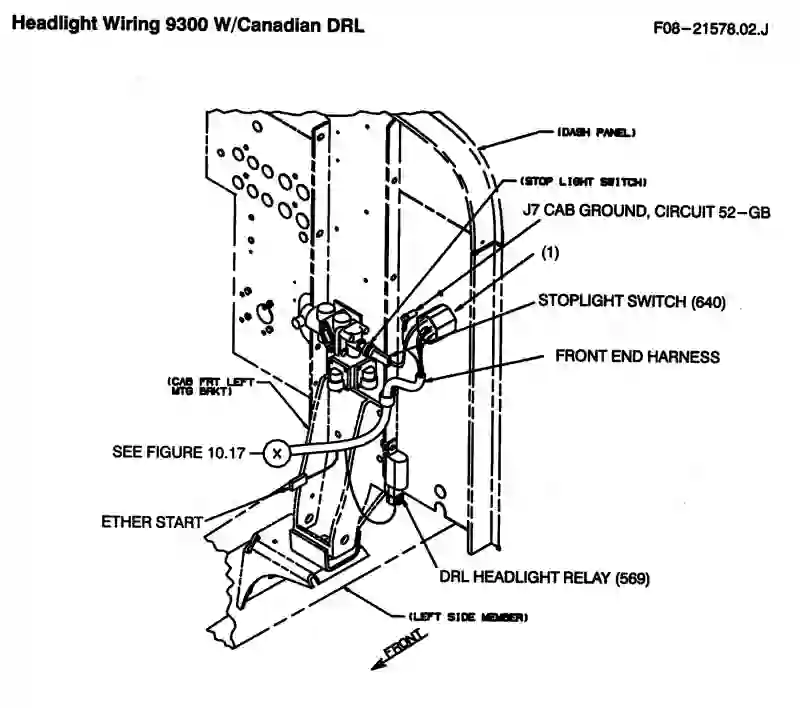 Headlight Wiring 9300 W/Canadian DRL
F08-21578.02.J
(DASH PANEL)
(STOP LIGHT SWITCH)
J7 CAB GROUND, CIRCUIT 52-GB
(1)
STOPLIGHT SWITCH (640)
FRONT END HARNESS
(CAB FRT LEFT
MTG BRKT)
SEE FIGURE 10.17
X
ETHER START
DRL HEADLIGHT RELAY (569)
(LEFT SIDE MEMBER)
FRONT